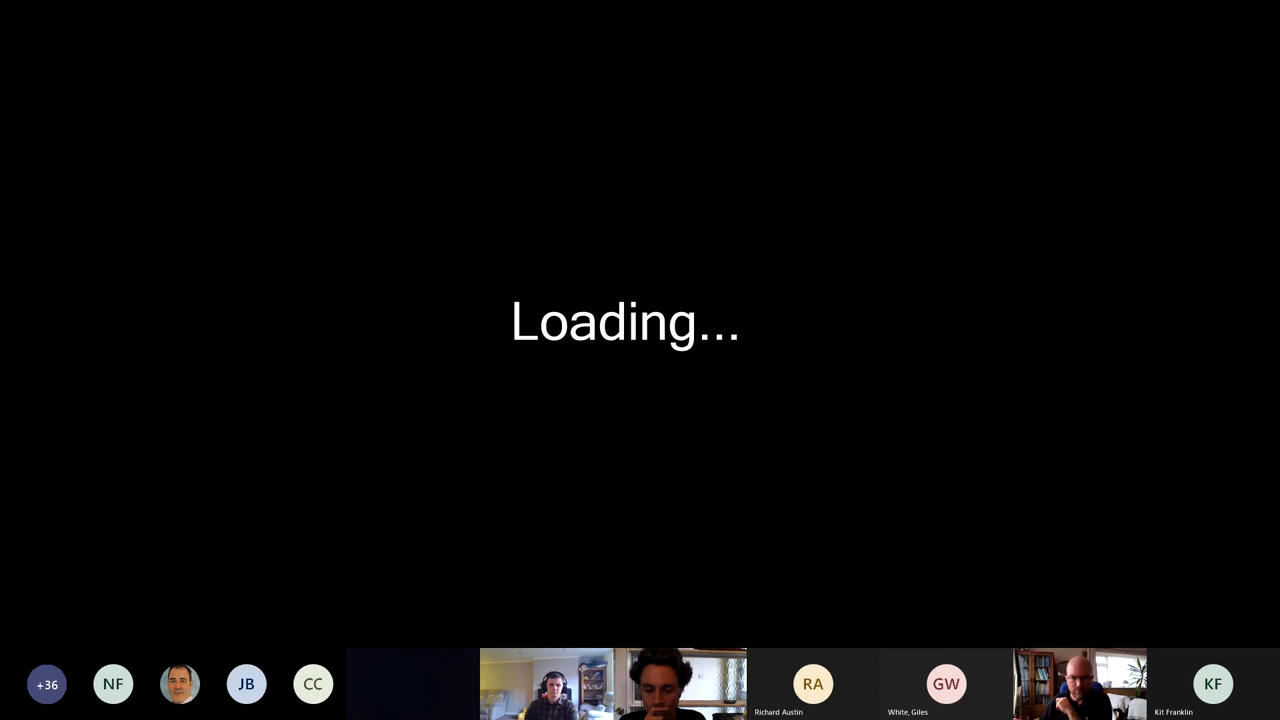 Loading...
+36
NF
JB
CC
RA
GW
KF
Richard Austin
White, Giles
Kit Franklin